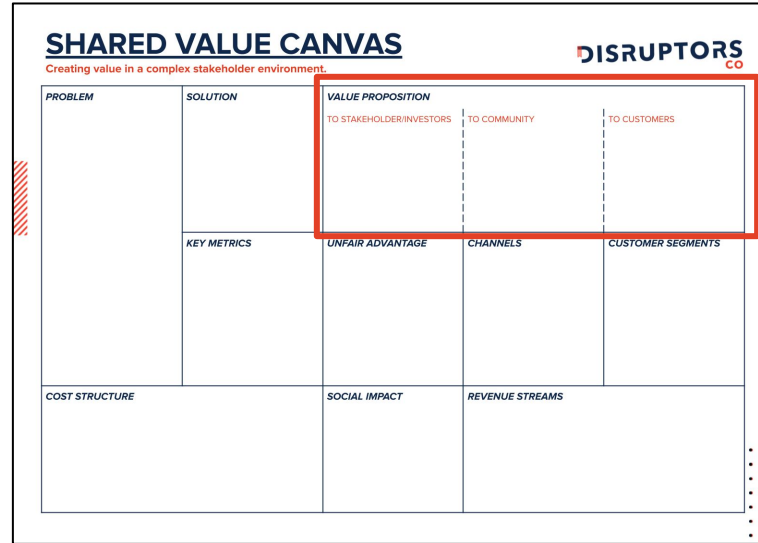 SHARED VALUE CANVAS
Creating value in a complex stakeholder environment.
DISRUPTORS
CO
PROBLEM
SOLUTION
VALUE PROPOSITION
TO STAKEHOLDER/INVESTORS
TO COMMUNITY
TO CUSTOMERS
KEY METRICS
UNFAIR ADVANTAGE
CHANNELS
CUSTOMER SEGMENTS
COST STRUCTURE
SOCIAL IMPACT
REVENUE STREAMS